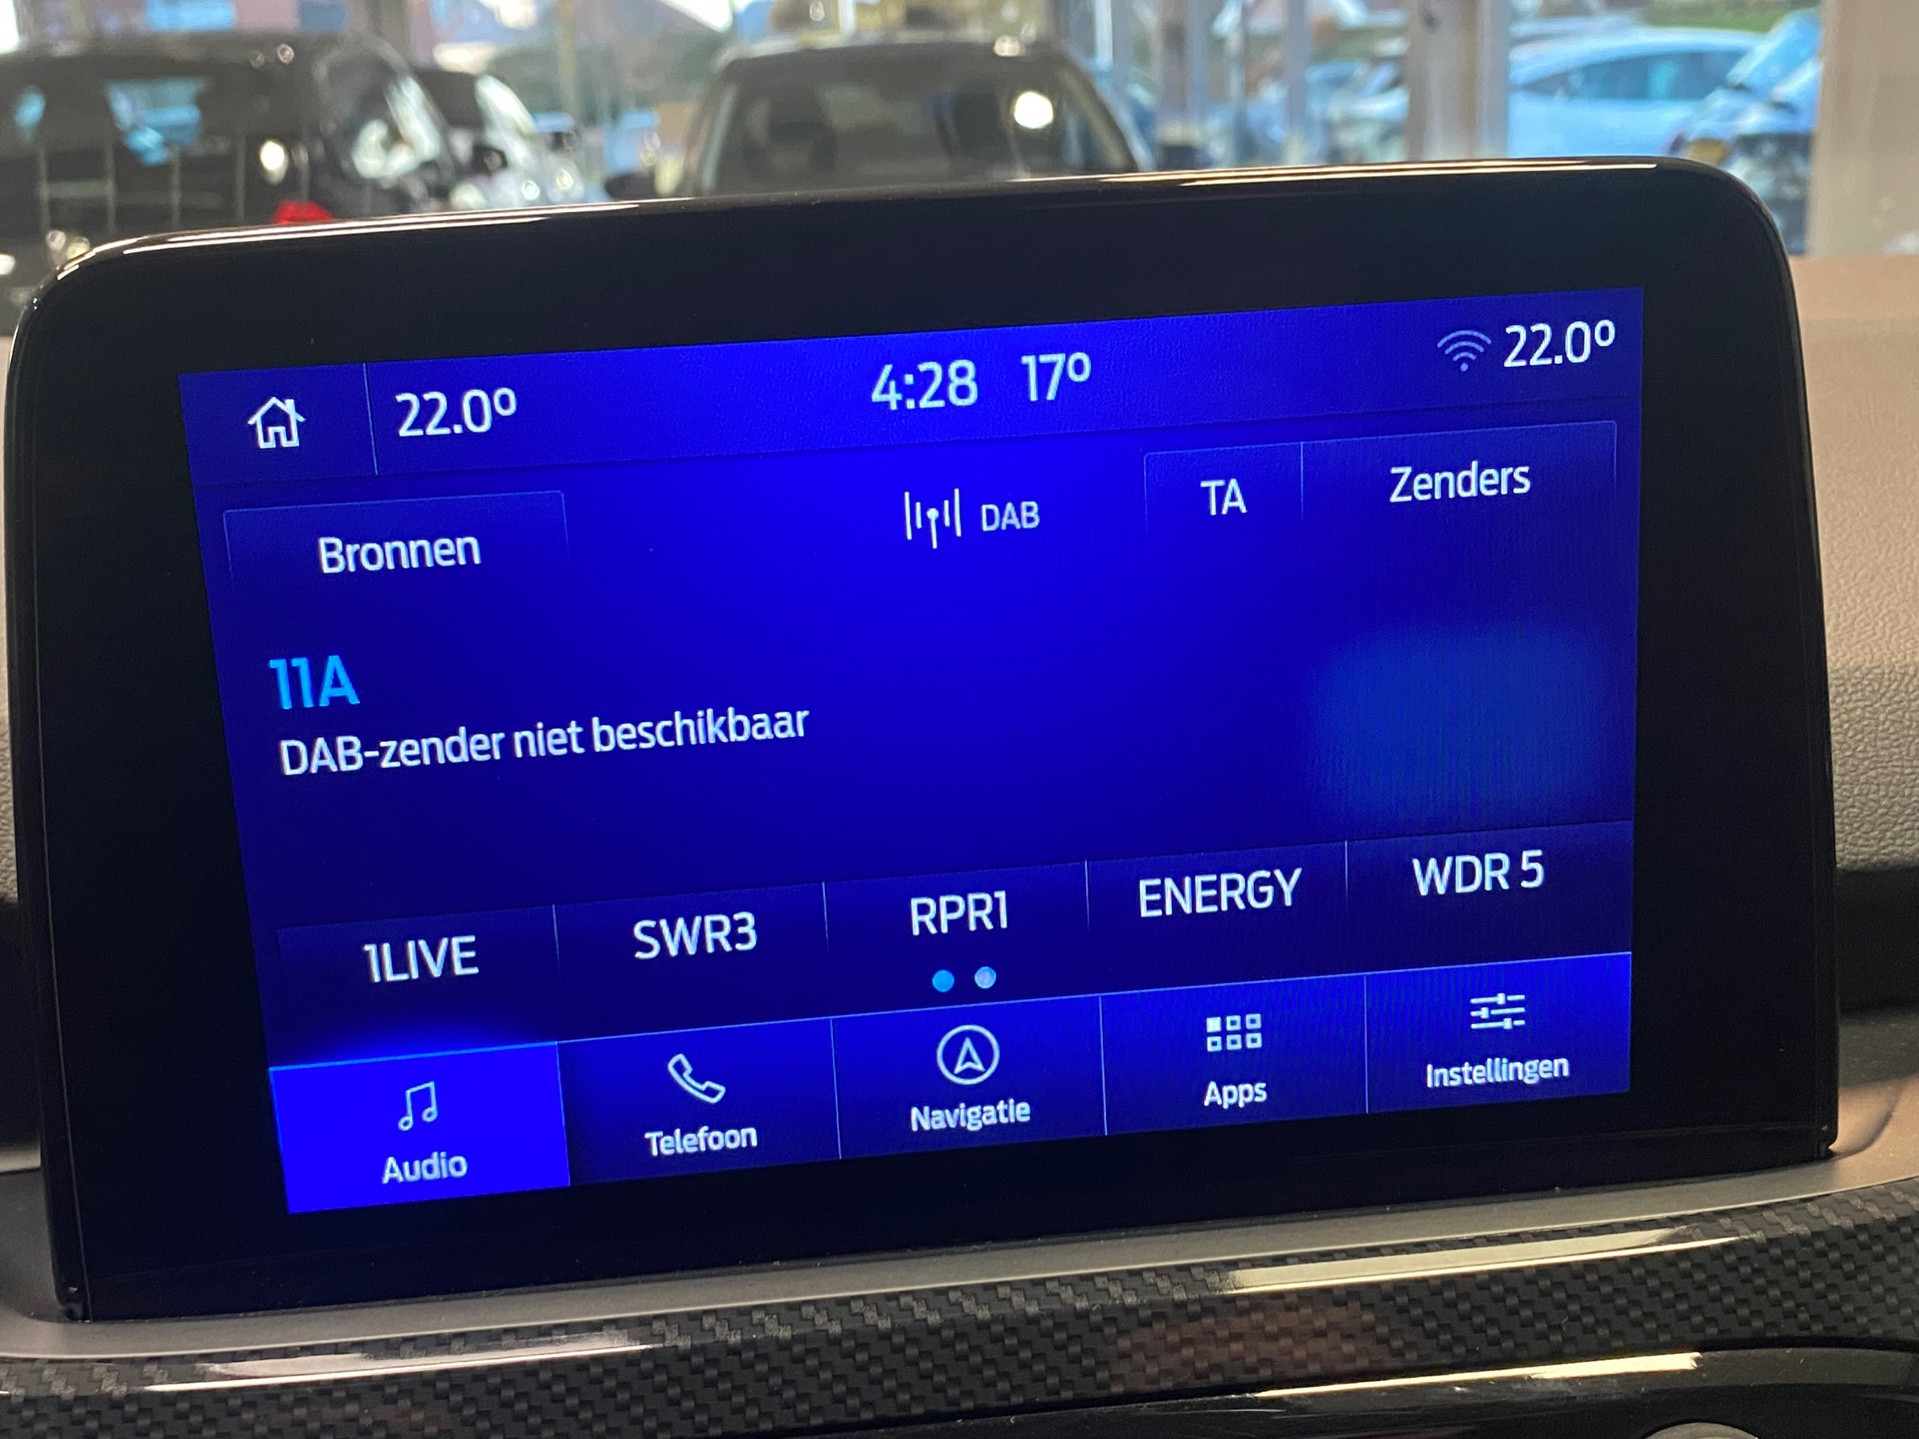 22.0° 4:28 17° 22.0°
Bronnen DAB TA Zenders
11A
DAB-zender niet beschikbaar
1LIVE SWR3 RPR1 ENERGY WDR 5
Audio Telefoon Navigatie Apps Instellingen